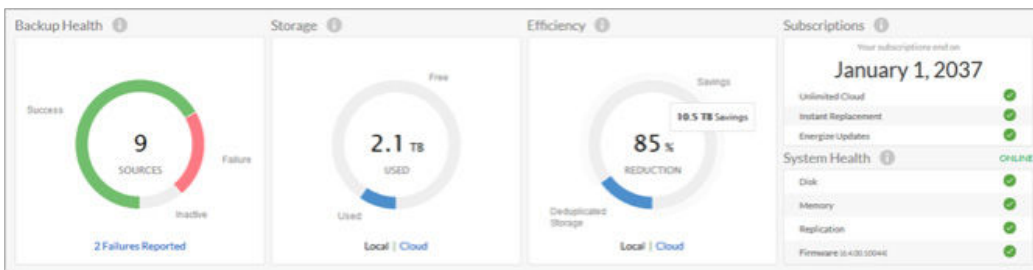 Backup Health
Success
9
SOURCES
Failure
Inactive
2 Failures Reported
Storage
Free
2.1 TB
USED
Used
Local | Cloud
Efficiency
Savings
10.5 TB Savings
85 %
REDUCTION
Deduplicated
Storage
Local | Cloud
Subscriptions
Your subscriptions end on
January 1, 2037
Unlimited Cloud
Instant Replacement
Energize Updates
System Health
ONLINE
Disk
Memory
Replication
Firmware